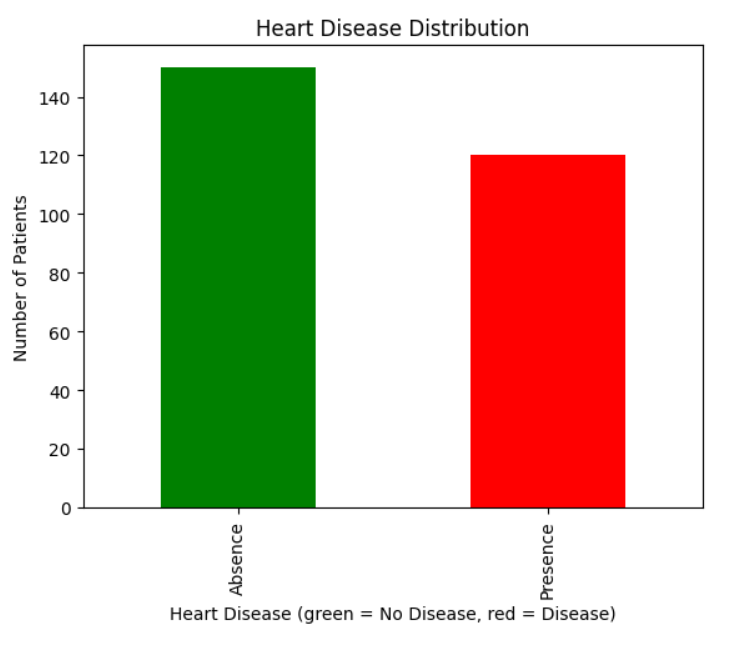 Heart Disease Distribution
Number of Patients
140
120
100
80
60
40
20
0
Absence
Presence
Heart Disease (green = No Disease, red = Disease)